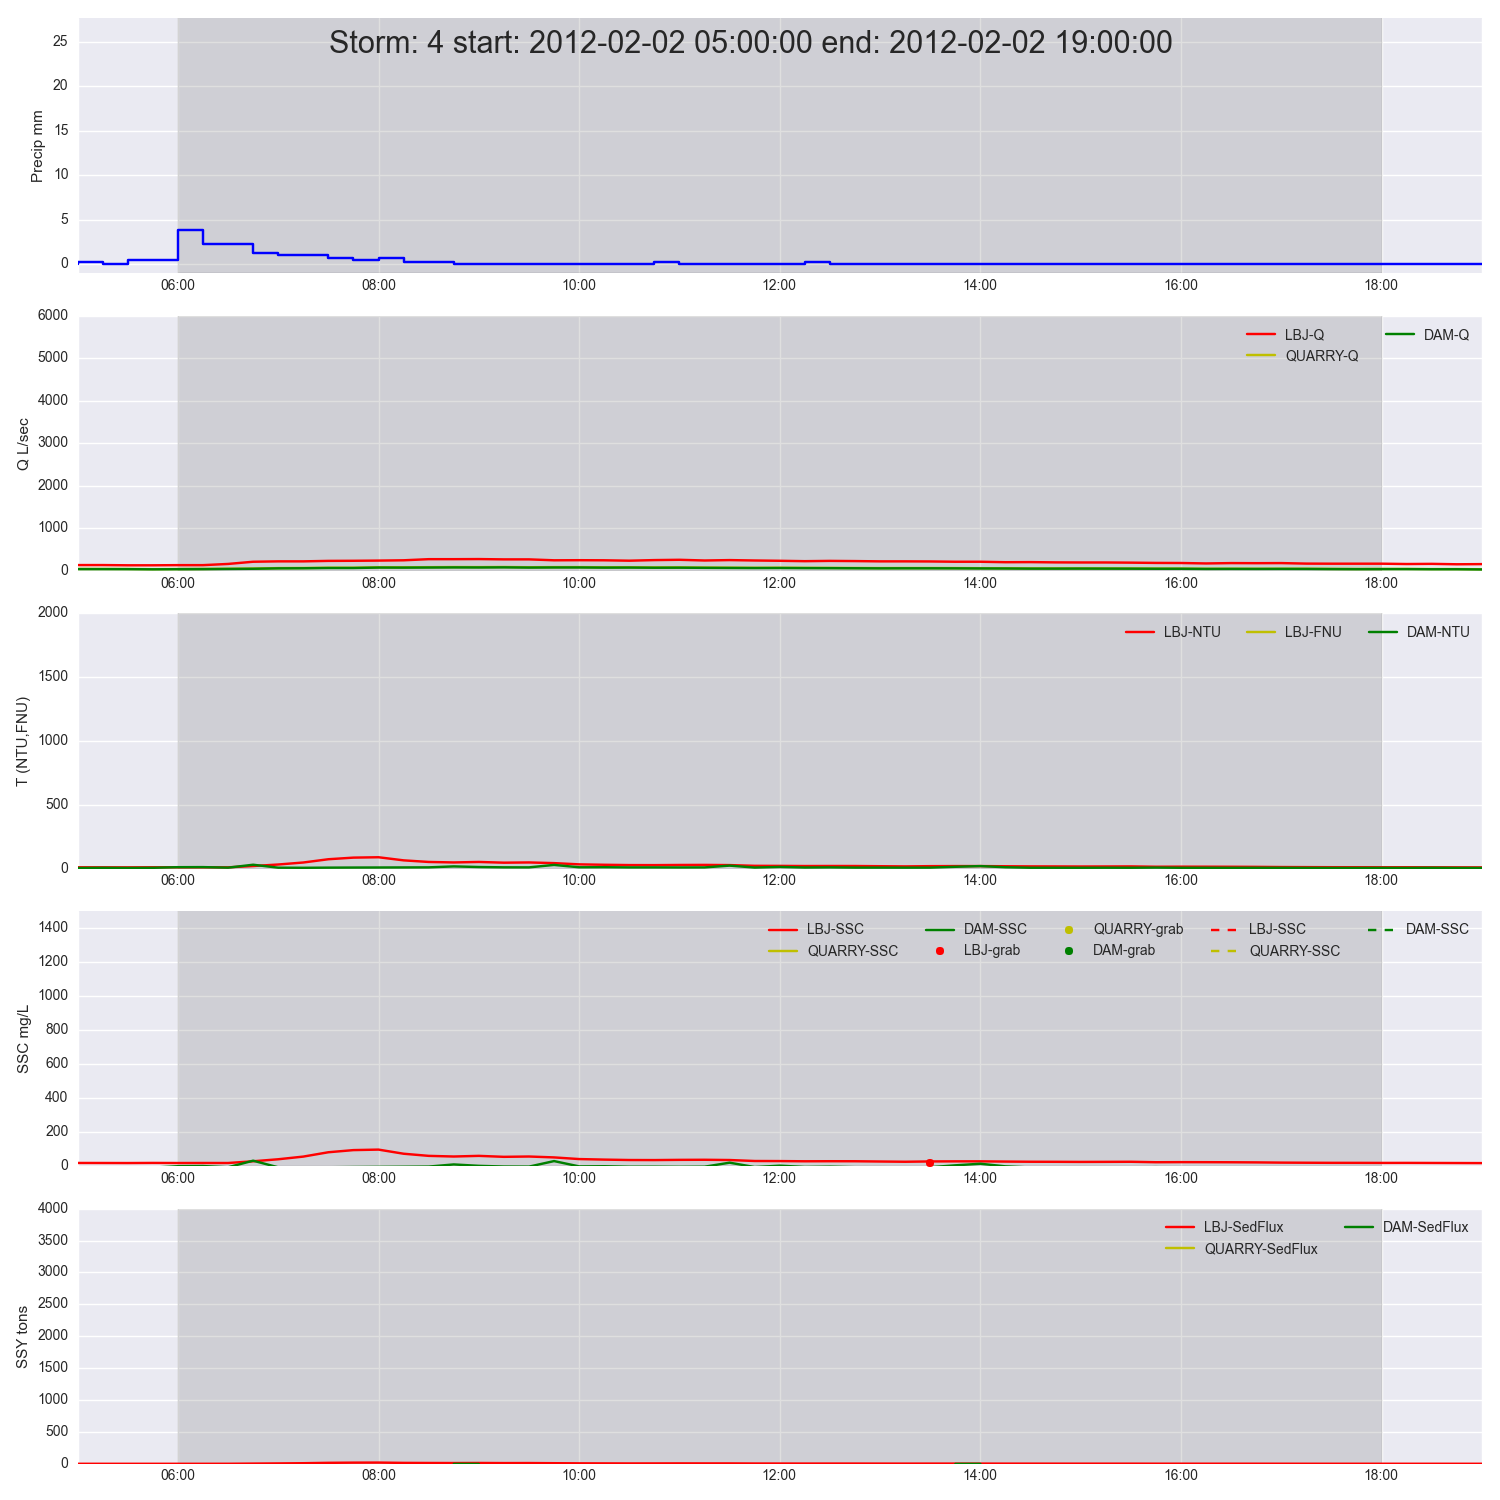 Storm: 4 start: 2012-02-02 05:00:00 end: 2012-02-02 19:00:00
Precip mm
25
20
15
10
5
0
06:00 08:00 10:00 12:00 14:00 16:00 18:00
Q L/sec
6000
5000
4000
3000
2000
1000
0
LBJ-Q DAM-Q
QUARRY-Q
06:00 08:00 10:00 12:00 14:00 16:00 18:00
T (NTU,FNU)
2000
1500
1000
500
0
LBJ-NTU LBJ-FNU DAM-NTU
06:00 08:00 10:00 12:00 14:00 16:00 18:00
SSC mg/L
1400
1200
1000
800
600
400
200
0
LBJ-SSC DAM-SSC QUARRY-grab LBJ-SSC DAM-SSC
QUARRY-SSC LBJ-grab DAM-grab QUARRY-SSC
06:00 08:00 10:00 12:00 14:00 16:00 18:00
SSY tons
4000
3500
3000
2500
2000
1500
1000
500
0
LBJ-SedFlux DAM-SedFlux
QUARRY-SedFlux
06:00 08:00 10:00 12:00 14:00 16:00 18:00